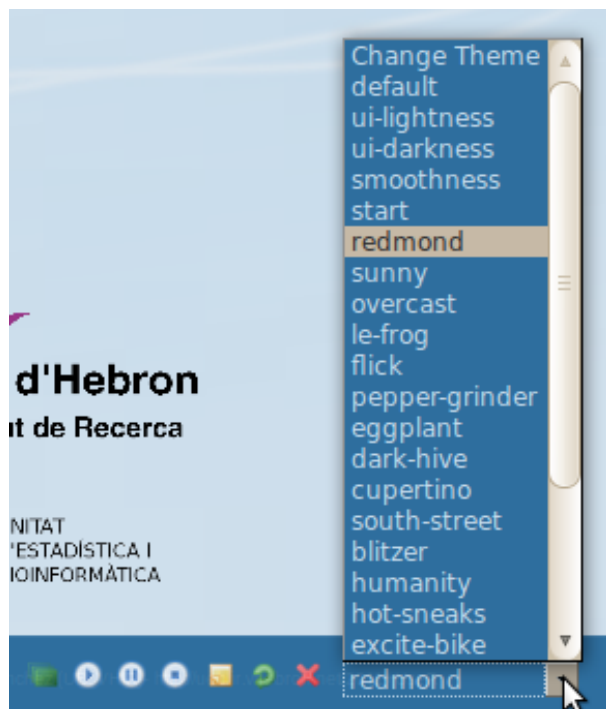 Change Theme
default
ui-lightness
ui-darkness
smoothness
start
redmond
sunny
overcast
le-frog
flick
pepper-grinder
eggplant
dark-hive
cupertino
south-street
blitzer
humanity
hot-sneaks
excite-bike
d'Hebron
ut de Recerca
NITAT
'ESTADÍSTICA I
IOINFORMÀTICA
redmond